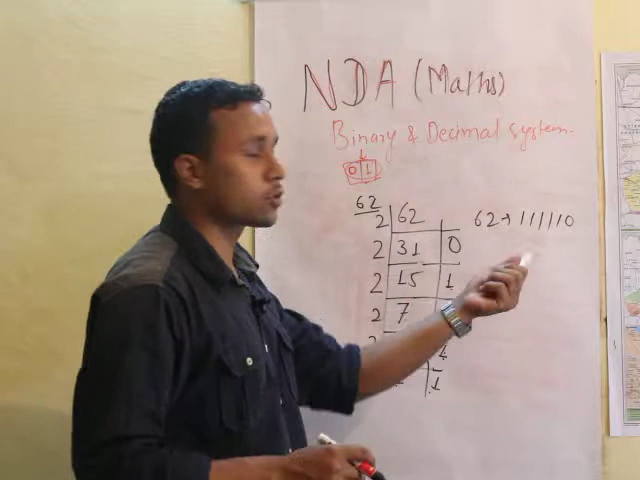 NDA (Maths)
Binary & Decimal system
0 1
62
2 62
62 → 111110
2 31 0
2 15 1
2 7
1